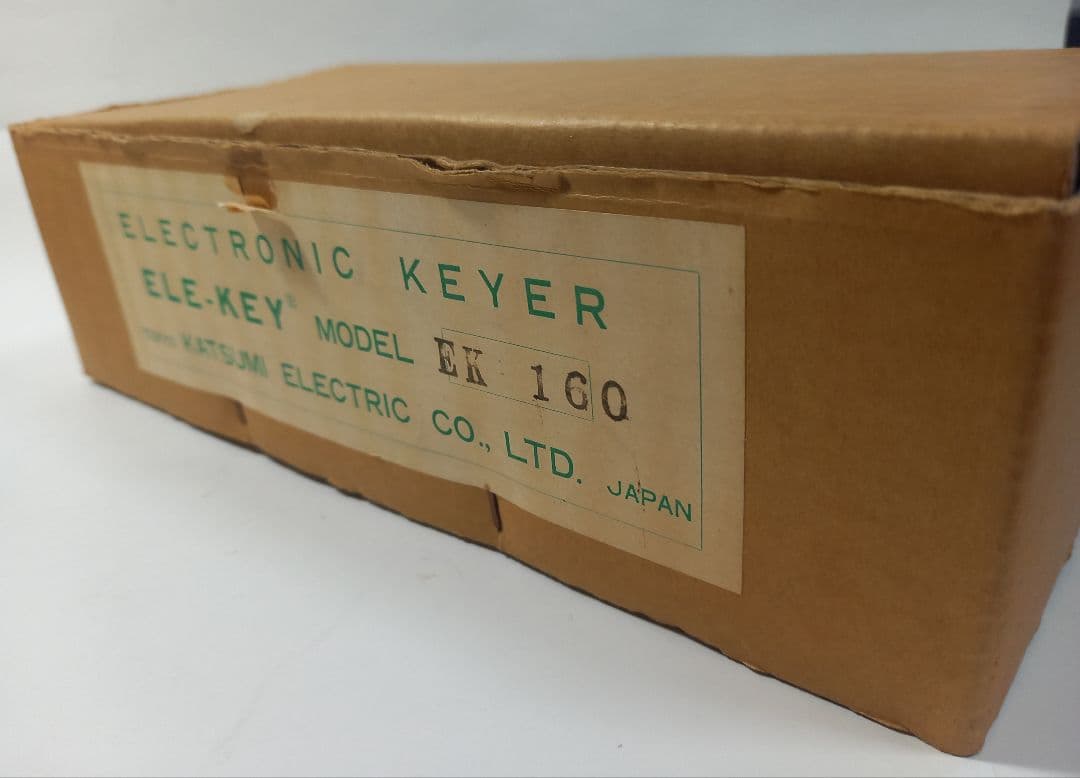 ELECTRONIC KEYER
ELE-KEY® MODEL EK 160
KATSUMI ELECTRIC CO., LTD. JAPAN